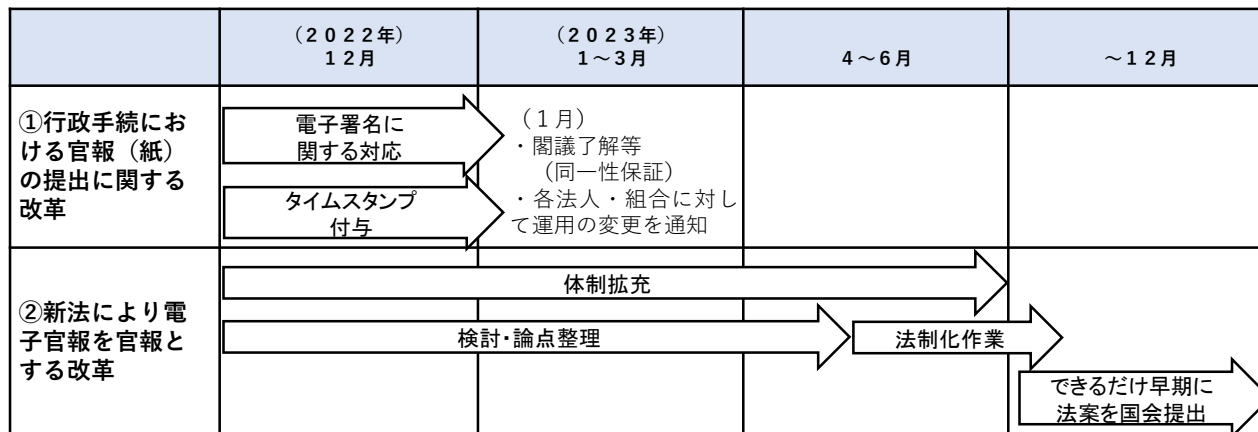 （２０２２年）
１２月
（２０２３年）
１～３月
４～６月
～１２月
①行政手続にお
ける官報（紙）
の提出に関する
改革
電子署名に
関する対応
タイムスタンプ
付与
（１月）
・閣議了解等
（同一性保証）
・各法人・組合に対し
て運用の変更を通知
②新法により電
子官報を官報と
する改革
体制拡充
検討・論点整理
法制化作業
できるだけ早期に
法案を国会提出